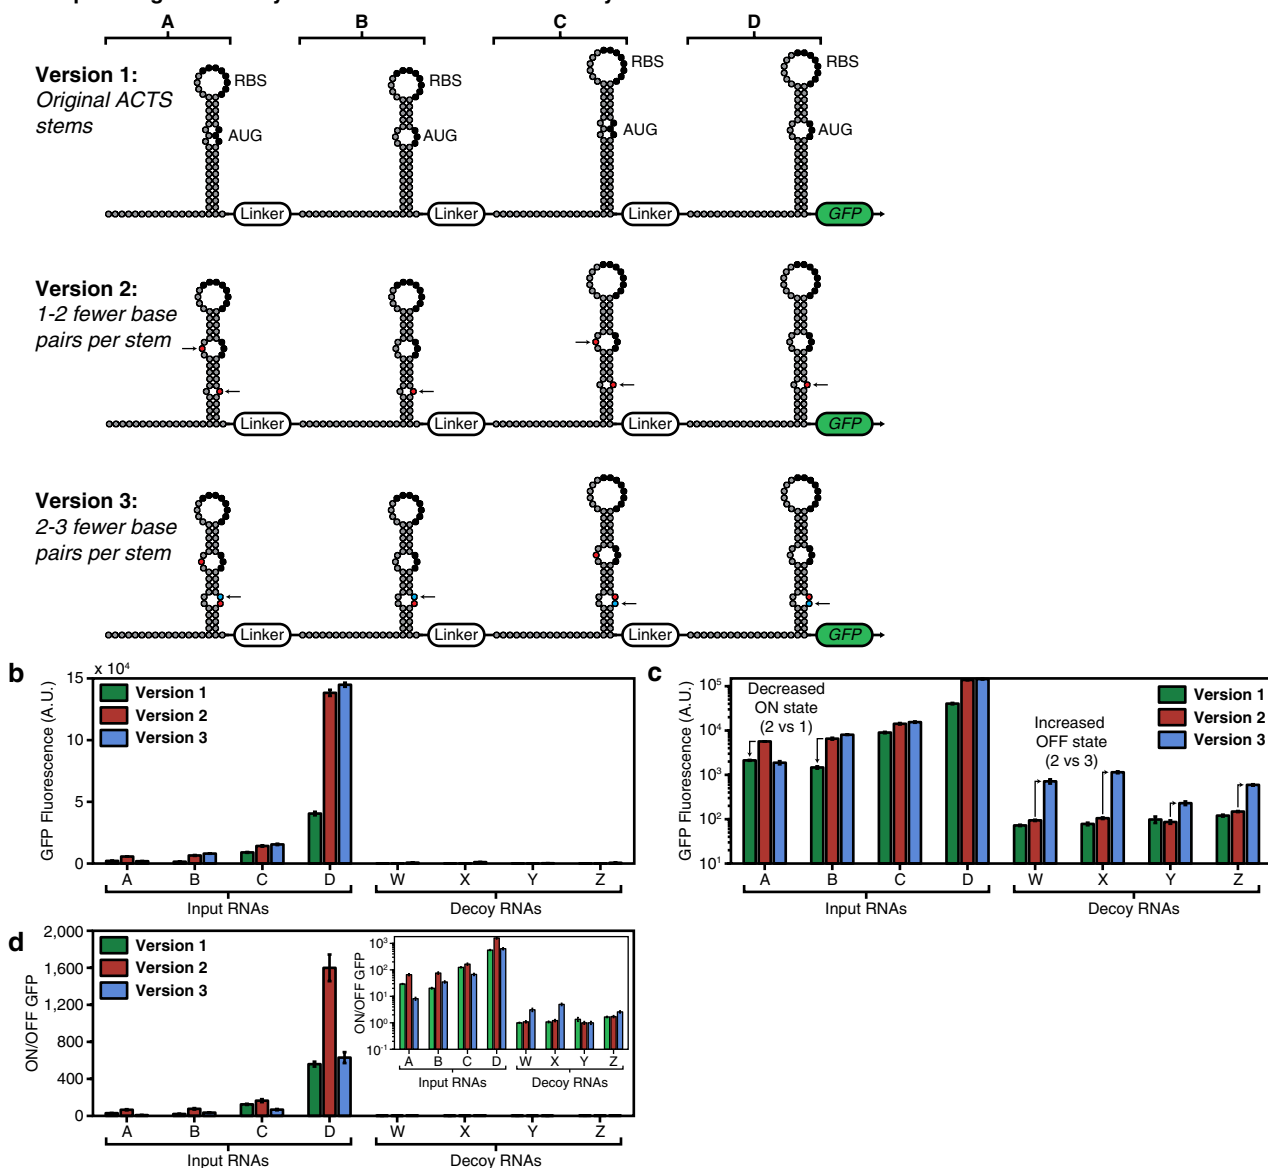 A B C D
Version 1:
Original ACTS
stems
RBS RBS RBS RBS
AUG AUG AUG AUG
Linker Linker Linker GFP
Version 2:
1-2 fewer base
pairs per stem
Linker Linker Linker GFP
Version 3:
2-3 fewer base
pairs per stem
Linker Linker Linker GFP
b
x 10⁴
GFP Fluorescence (A.U.)
15
10
5
0
Version 1
Version 2
Version 3
A B C D W X Y Z
Input RNAs Decoy RNAs
c
GFP Fluorescence (A.U.)
10⁵
10⁴
10³
10²
10¹
Decreased
ON state
(2 vs 1)
Increased
OFF state
(2 vs 3)
Version 1
Version 2
Version 3
A B C D W X Y Z
Input RNAs Decoy RNAs
d
ON/OFF GFP
2,000
1,600
1,200
800
400
0
Version 1
Version 2
Version 3
ON/OFF GFP
10³
10²
10¹
10⁰
10⁻¹
A B C D W X Y Z
Input RNAs Decoy RNAs
A B C D W X Y Z
Input RNAs Decoy RNAs